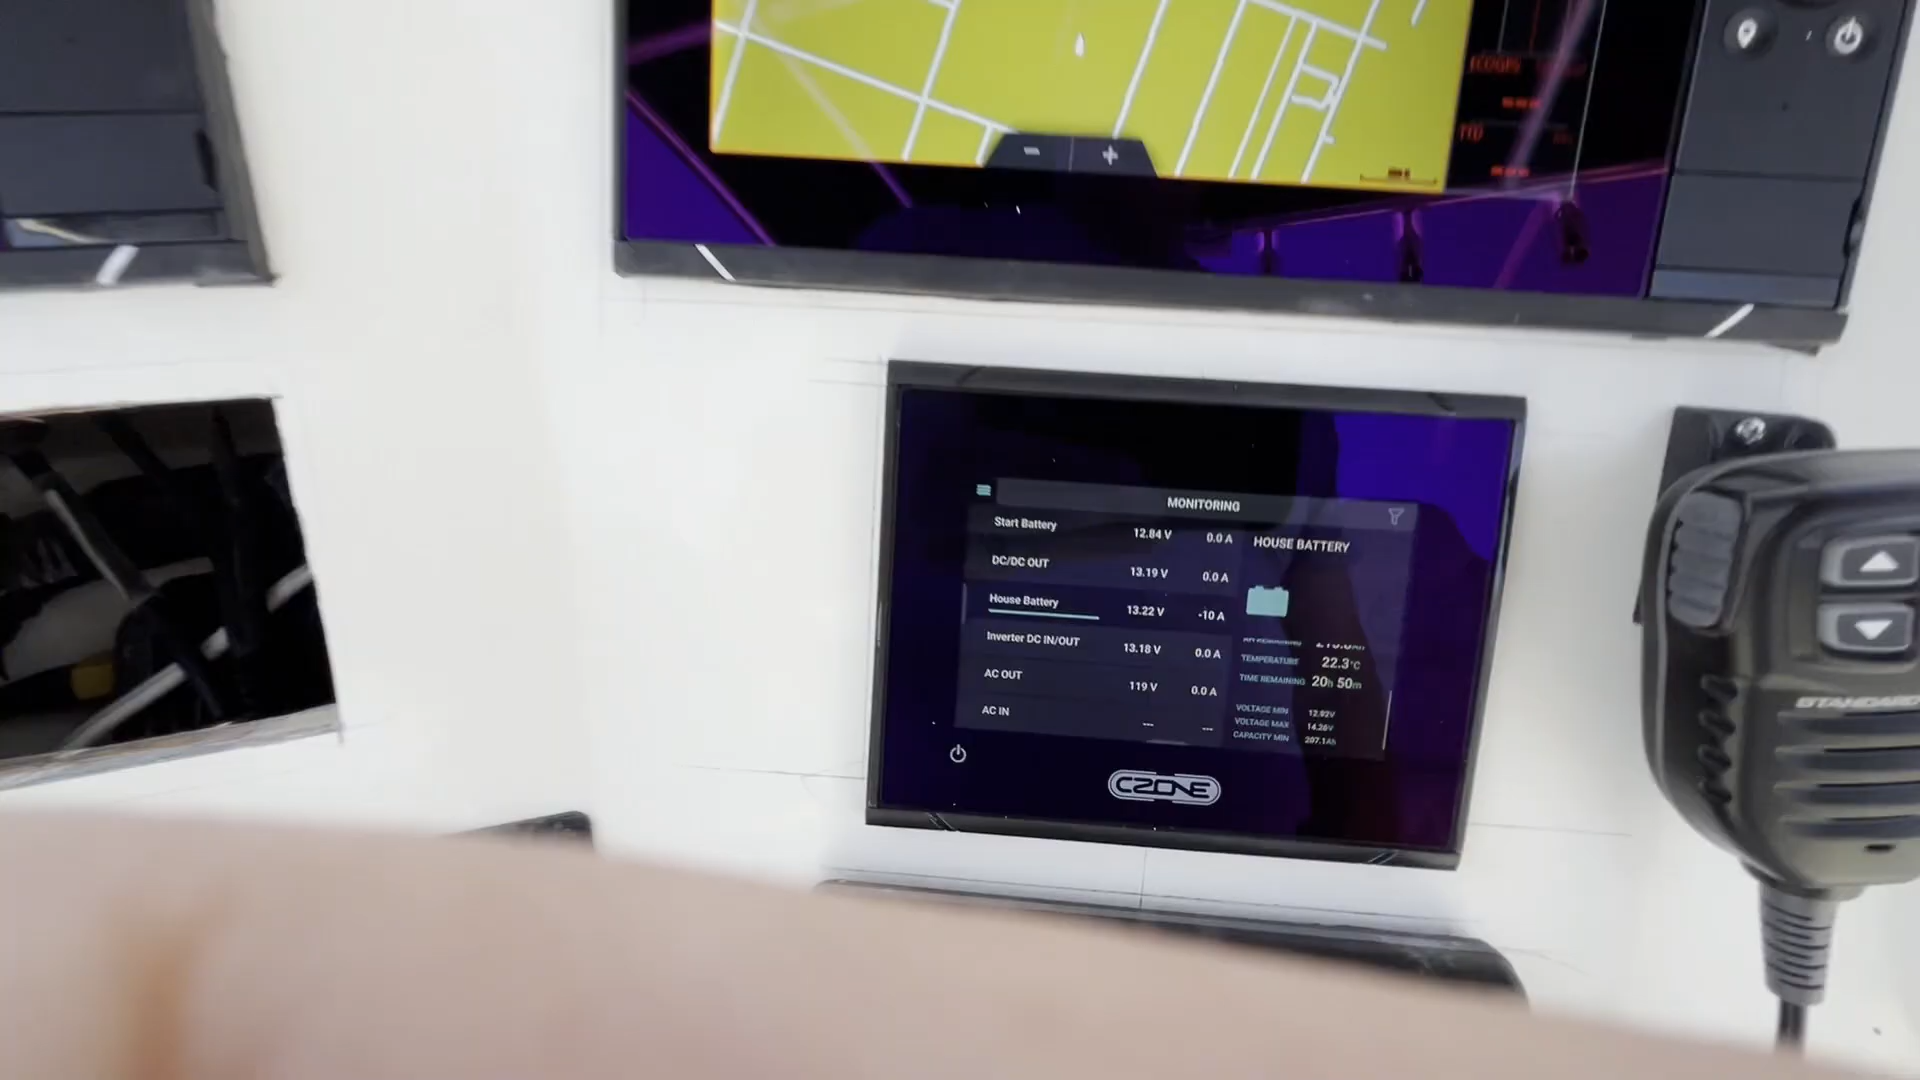 TTD
MONITORING
Start Battery 12.84 V 0.0 A
HOUSE BATTERY
DC/DC OUT 13.19 V 0.0 A
House Battery 13.22 V -10 A
Inverter DC IN/OUT 13.18 V 0.0 A
AC OUT 119 V 0.0 A
AC IN --- ---
TEMPERATURE 22.3°C
TIME REMAINING 20h 50m
VOLTAGE MIN 12.92V
VOLTAGE MAX 14.26V
CAPACITY MIN 207.1Ah
CZONE